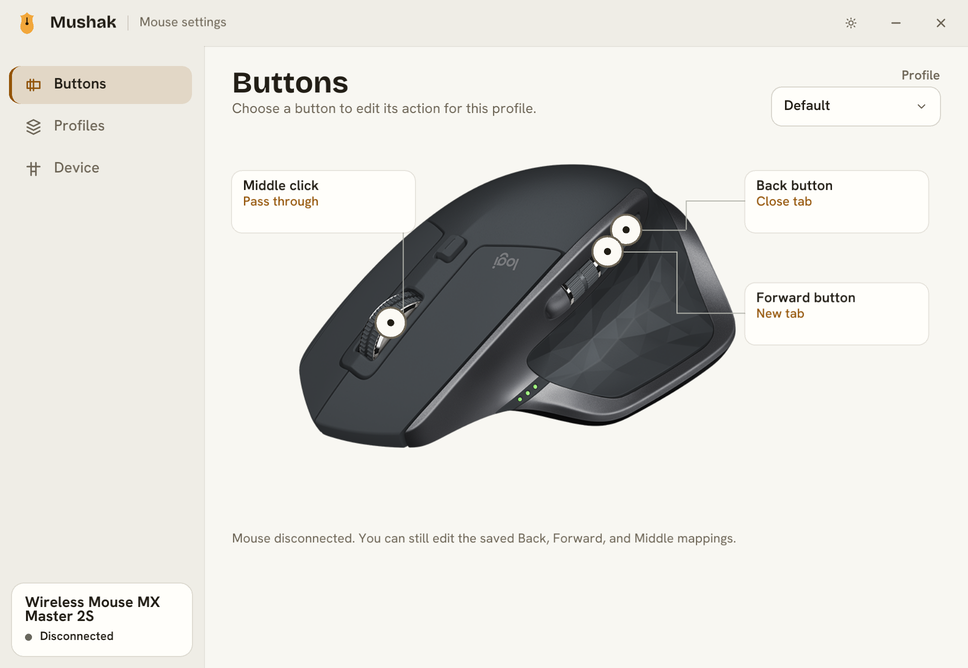 Mushak
Mouse settings
Buttons
Profiles
Device
Buttons
Choose a button to edit its action for this profile.
Profile
Default
Middle click
Pass through
Back button
Close tab
Forward button
New tab
logi
Mouse disconnected. You can still edit the saved Back, Forward, and Middle mappings.
Wireless Mouse MX
Master 2S
Disconnected